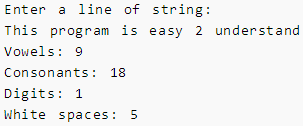 Enter a line of string:
This program is easy 2 understand
Vowels: 9
Consonants: 18
Digits: 1
White spaces: 5